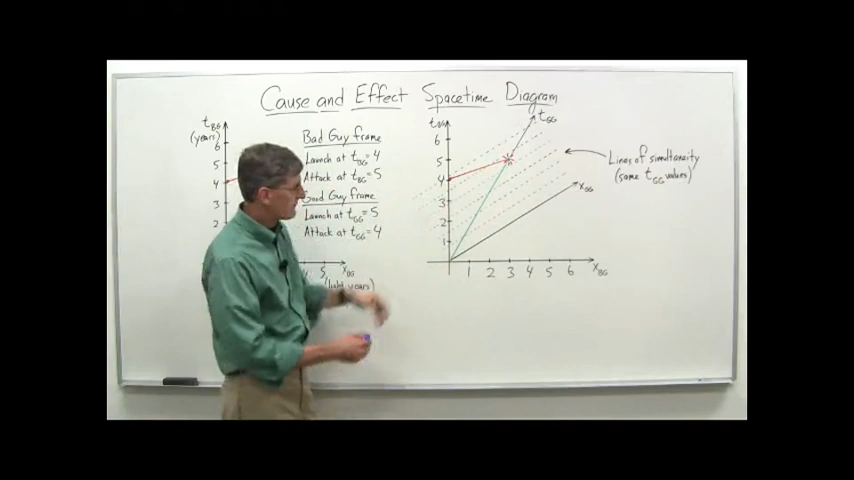 Cause and Effect Spacetime Diagram
t_BG
(years)
6
5
4
3
2
4 5 x_BG
(light years)
Bad Guy frame
Launch at t_BG = 4
Attack at t_BG = 5
Good Guy frame
Launch at t_GG = 5
Attack at t_GG = 4
t_BG
6
5
4
3
2
1
t_GG
x_GG
1 2 3 4 5 6 x_BG
Lines of simultaneity
(same t_GG values)